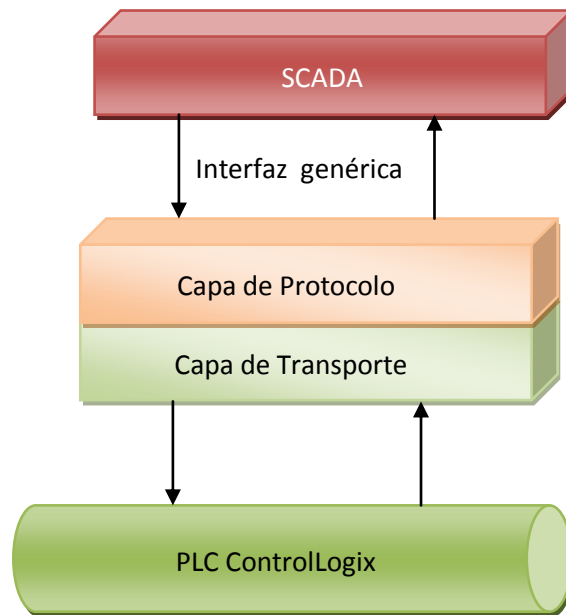 SCADA
Interfaz genérica
Capa de Protocolo
Capa de Transporte
PLC ControlLogix